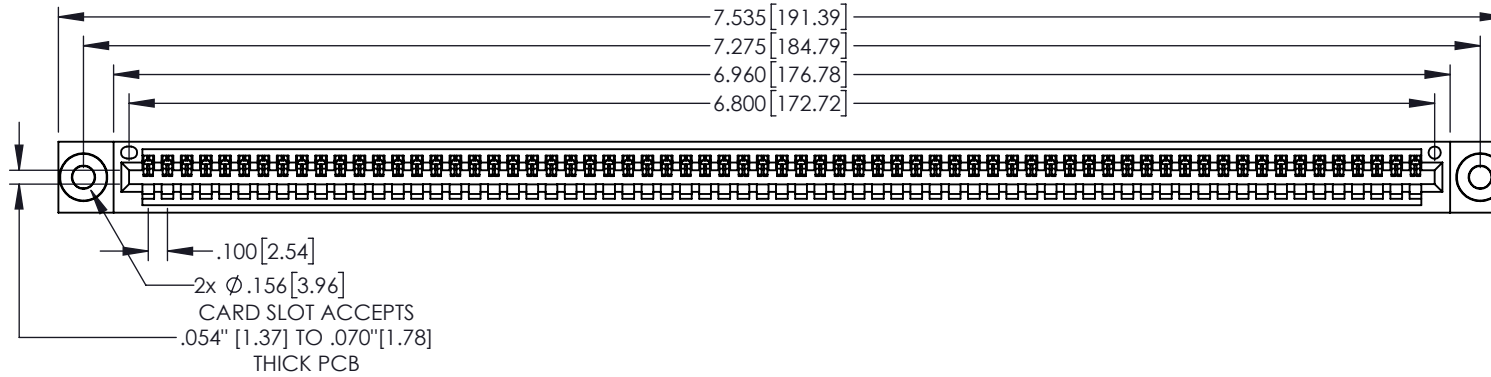 7.535[191.39]
7.275[184.79]
6.960[176.78]
6.800[172.72]
.100[2.54]
2x Ø.156[3.96]
CARD SLOT ACCEPTS
.054" [1.37] TO .070"[1.78]
THICK PCB